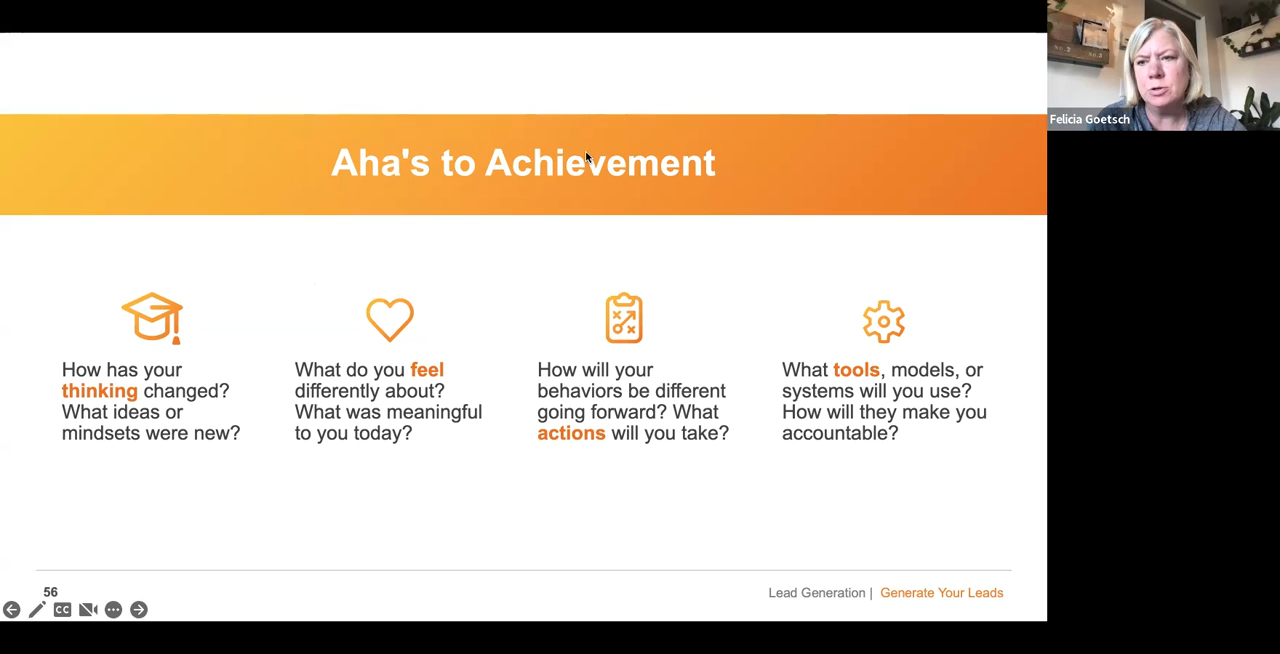 Aha's to Achievement
How has your
thinking changed?
What ideas or
mindsets were new?
What do you feel
differently about?
What was meaningful
to you today?
How will your
behaviors be different
going forward? What
actions will you take?
What tools, models, or
systems will you use?
How will they make you
accountable?
56
Lead Generation | Generate Your Leads
CC
Felicia Goetsch